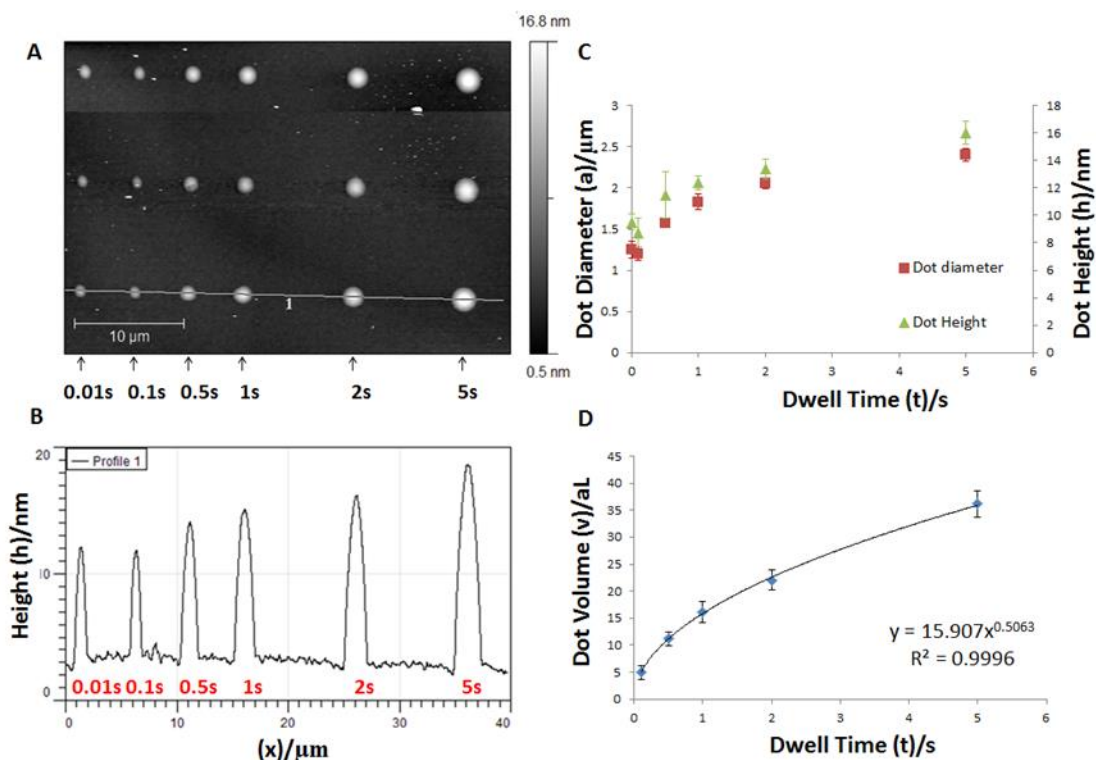 A
16.8 nm
0.5 nm
1
10 µm
0.01s 0.1s 0.5s 1s 2s 5s
B
Height (h)/nm
20
10
0
Profile 1
0.01s 0.1s 0.5s 1s 2s 5s
0 10 20 30 40
(x)/µm
C
Dot Diameter (a)/µm
3
2.5
2
1.5
1
0.5
0
18
16
14
12
10
8
6
4
2
0
Dot Height (h)/nm
Dot diameter
Dot Height
0 1 2 3 4 5 6
Dwell Time (t)/s
D
Dot Volume (v)/aL
45
40
35
30
25
20
15
10
5
0
y = 15.907x^0.5063
R² = 0.9996
0 1 2 3 4 5 6
Dwell Time (t)/s